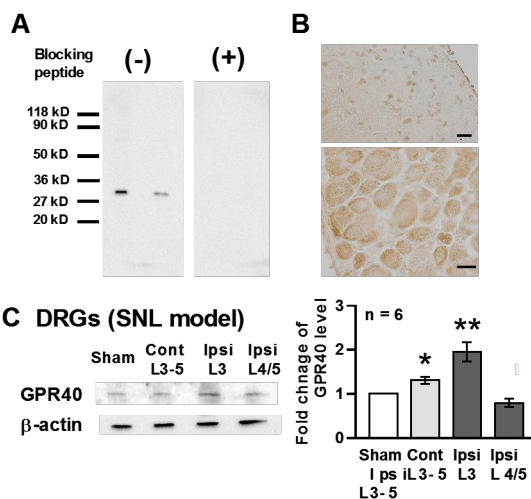 A
B
Blocking
peptide
(-)
(+)
118 kD
90 kD
50 kD
36 kD
27 kD
20 kD
C DRGs (SNL model)
Sham
Cont
L3-5
Ipsi
L3
Ipsi
L4/5
GPR40
β-actin
Fold chnage of
GPR40 level
3
2
1
0
n = 6
*
**
Sham
I ps
L3- 5
Cont
iL3- 5
Ipsi
L3
Ipsi
L 4/5